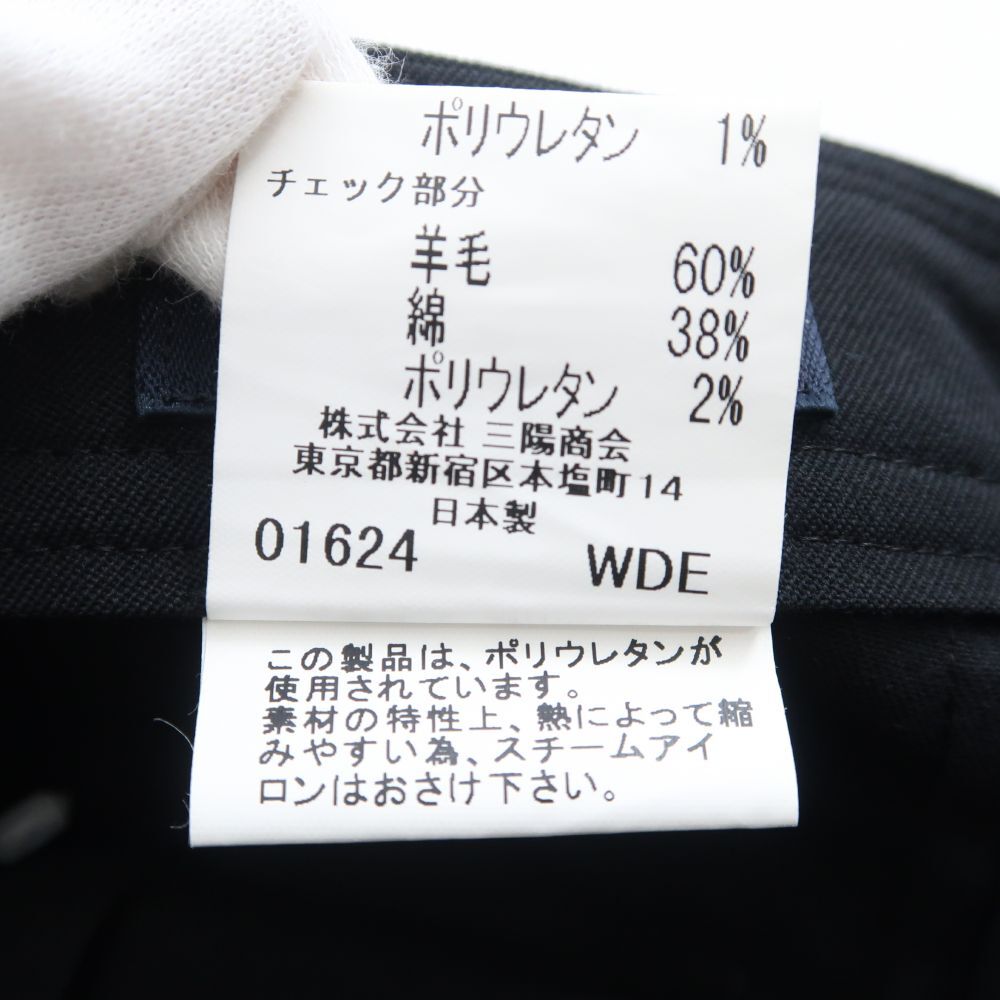 ポリウレタン 1%
チェック部分
羊毛 60%
綿 38%
ポリウレタン 2%
株式会社 三陽商会
東京都新宿区本塩町14
日本製
01624 WDE
この製品は、ポリウレタンが
使用されています。
素材の特性上、熱によって縮
みやすい為、スチームアイ
ロンはおさけ下さい。